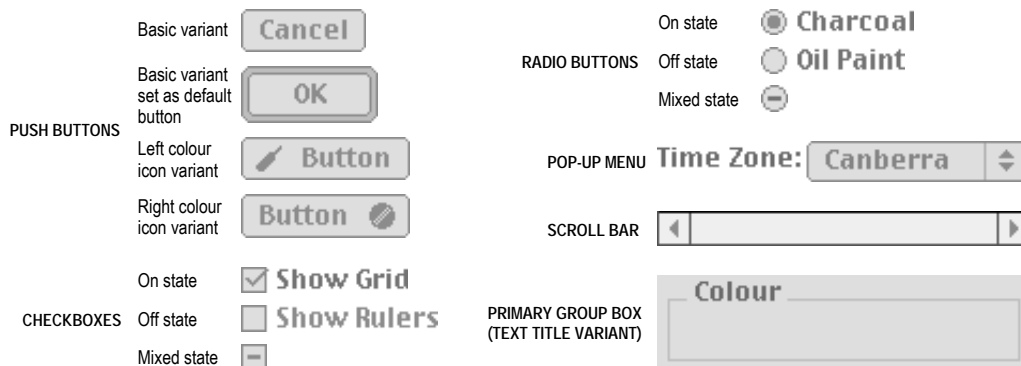 Basic variant
Cancel
Basic variant
set as default
button
OK
PUSH BUTTONS
Left colour
icon variant
Button
Right colour
icon variant
Button
On state
Show Grid
CHECKBOXES
Off state
Show Rulers
Mixed state
On state
Charcoal
RADIO BUTTONS
Off state
Oil Paint
Mixed state
POP-UP MENU
Time Zone:
Canberra
SCROLL BAR
PRIMARY GROUP BOX
(TEXT TITLE VARIANT)
Colour